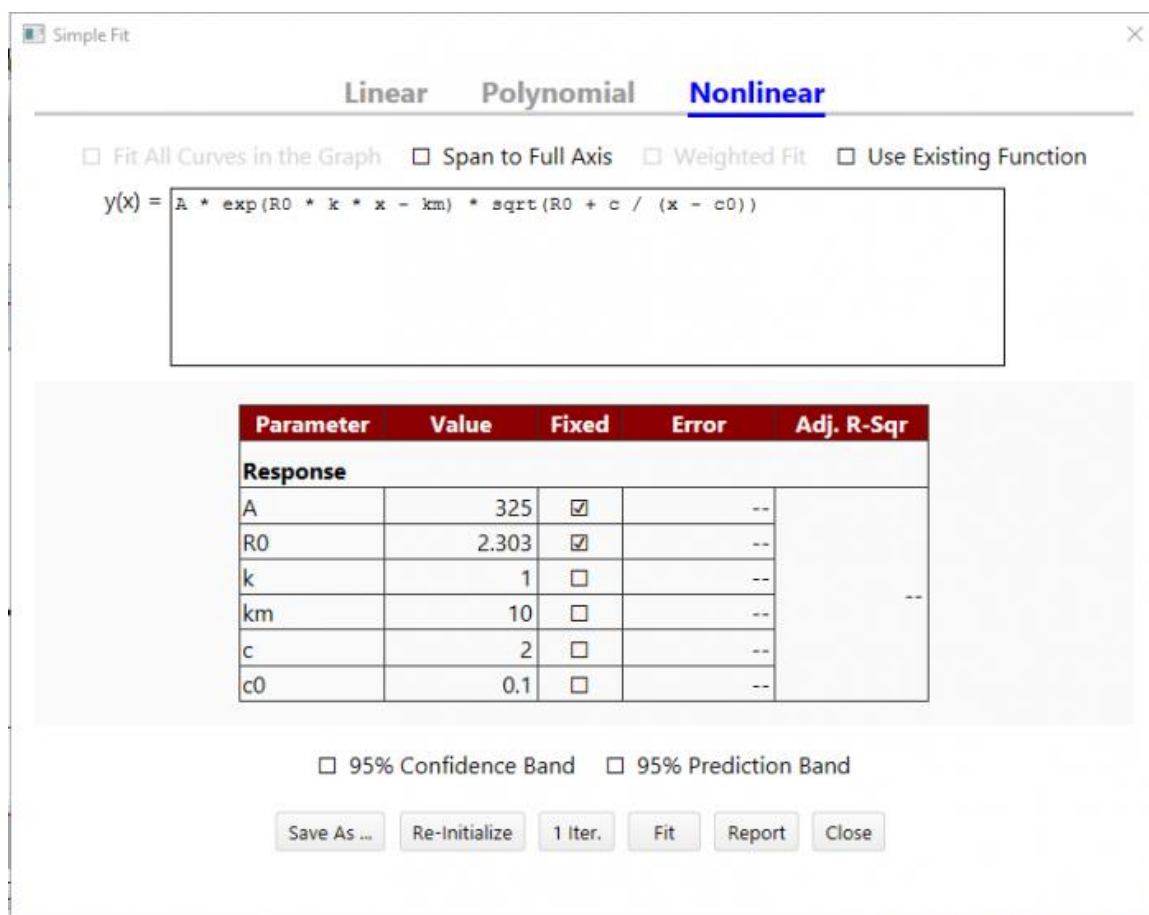 Simple Fit
Linear Polynomial Nonlinear
Fit All Curves in the Graph Span to Full Axis Weighted Fit Use Existing Function
y(x) = A * exp(R0 * k * x - km) * sqrt(R0 + c / (x - c0))
Parameter Value Fixed Error Adj. R-Sqr
Response
A 325 ☑ --
R0 2.303 ☑ --
k 1 ☐ --
--
km 10 ☐ --
c 2 ☐ --
c0 0.1 ☐ --
95% Confidence Band 95% Prediction Band
Save As ... Re-Initialize 1 Iter. Fit Report Close